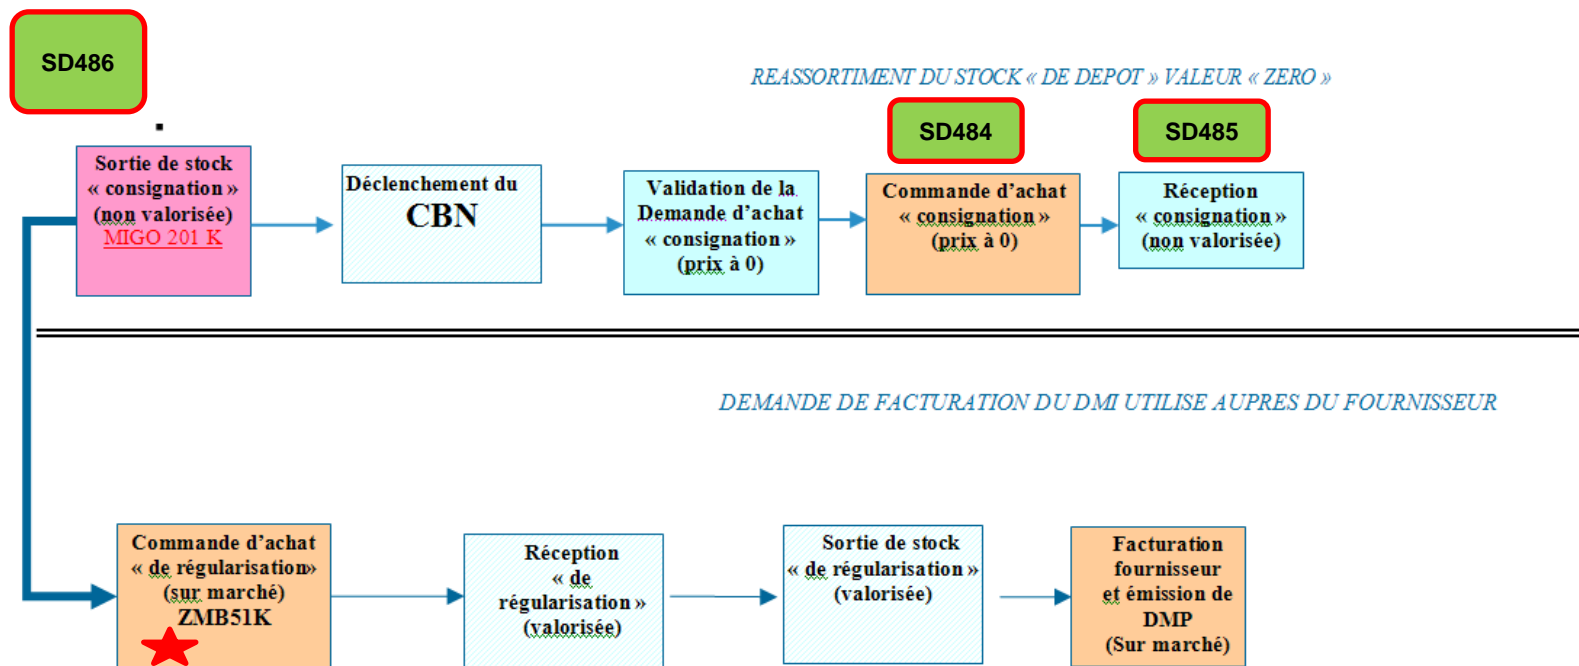 SD486
REASSORTIMENT DU STOCK « DE DEPOT » VALEUR « ZERO »
SD484
SD485
Sortie de stock
« consignation »
(non valorisée)
MIGO 201 K
Déclenchement du
CBN
Validation de la
Demande d'achat
« consignation »
(prix à 0)
Commande d'achat
« consignation »
(prix à 0)
Réception
« consignation »
(non valorisée)
DEMANDE DE FACTURATION DU DMI UTILISE AUPRES DU FOURNISSEUR
Commande d'achat
« de régularisation»
(sur marché)
ZMB51K
Réception
« de
régularisation »
(valorisée)
Sortie de stock
« de régularisation »
(valorisée)
Facturation
fournisseur
et émission de
DMP
(Sur marché)